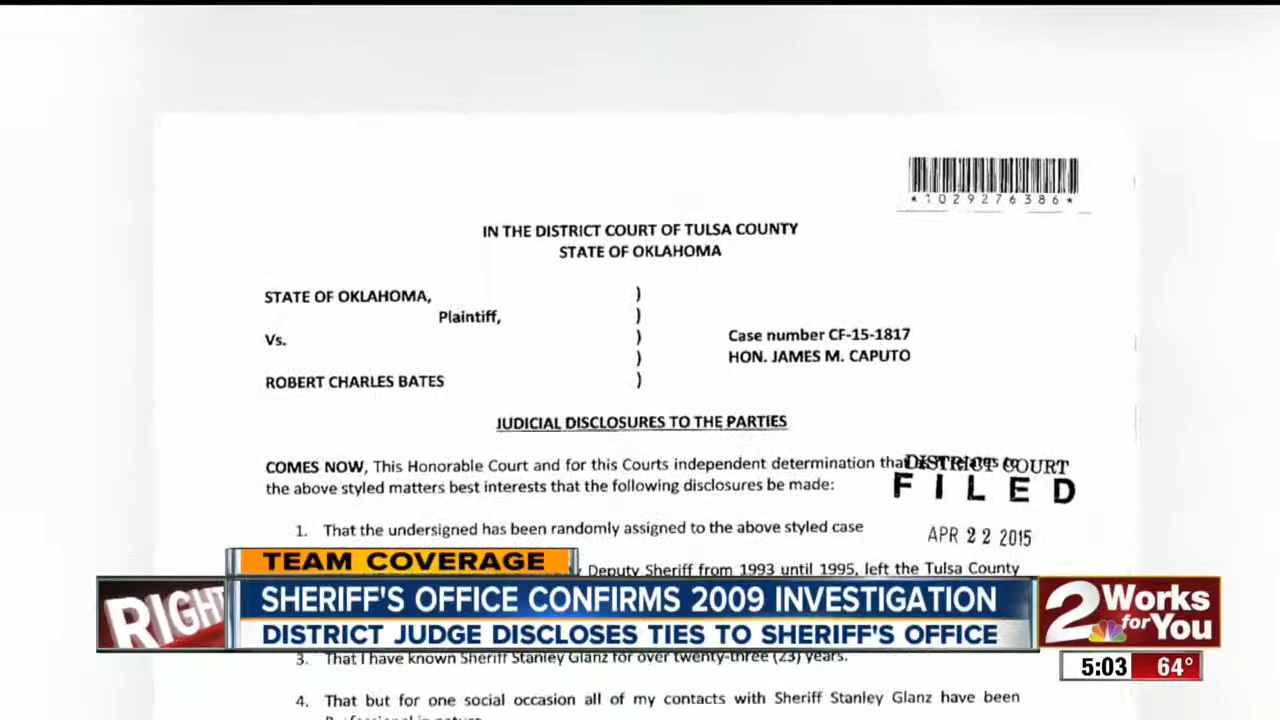 *1029276386*
IN THE DISTRICT COURT OF TULSA COUNTY
STATE OF OKLAHOMA
STATE OF OKLAHOMA, )
Plaintiff, )
Vs. )
Case number CF-15-1817
) HON. JAMES M. CAPUTO
ROBERT CHARLES BATES )
JUDICIAL DISCLOSURES TO THE PARTIES
COMES NOW, This Honorable Court and for this Courts independent determination
the above styled matters best interests that the following disclosures be made:
DISTRICT COURT
FILED
APR 22 2015
1. That the undersigned has been randomly assigned to the above styled case
Deputy Sheriff from 1993 until 1995, left the Tulsa County
TEAM COVERAGE
RIGHT
SHERIFF'S OFFICE CONFIRMS 2009 INVESTIGATION
DISTRICT JUDGE DISCLOSES TIES TO SHERIFF'S OFFICE
2 Works
for You
5:03 64°
3. That I have known Sheriff Stanley Glanz for over twenty-three (23) years.
4. That but for one social occasion all of my contacts with Sheriff Stanley Glanz have been